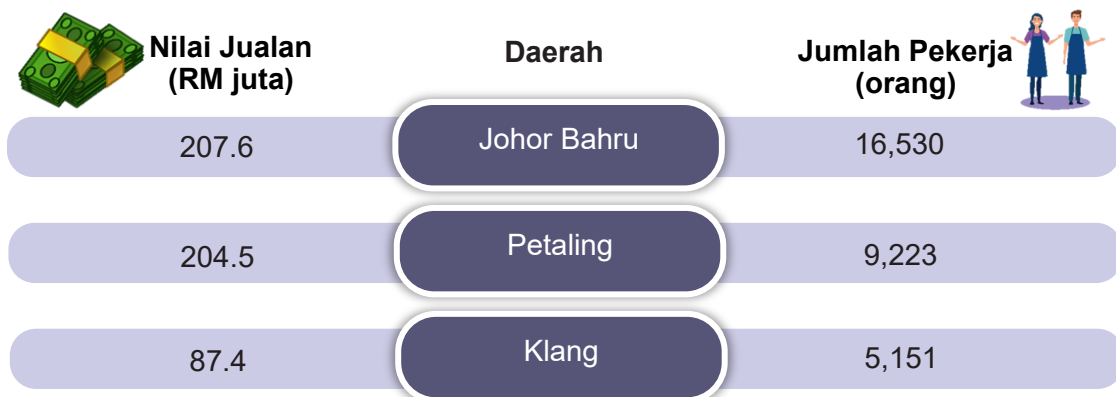 Nilai Jualan
(RM juta)
Daerah
Jumlah Pekerja
(orang)
207.6 Johor Bahru 16,530
204.5 Petaling 9,223
87.4 Klang 5,151